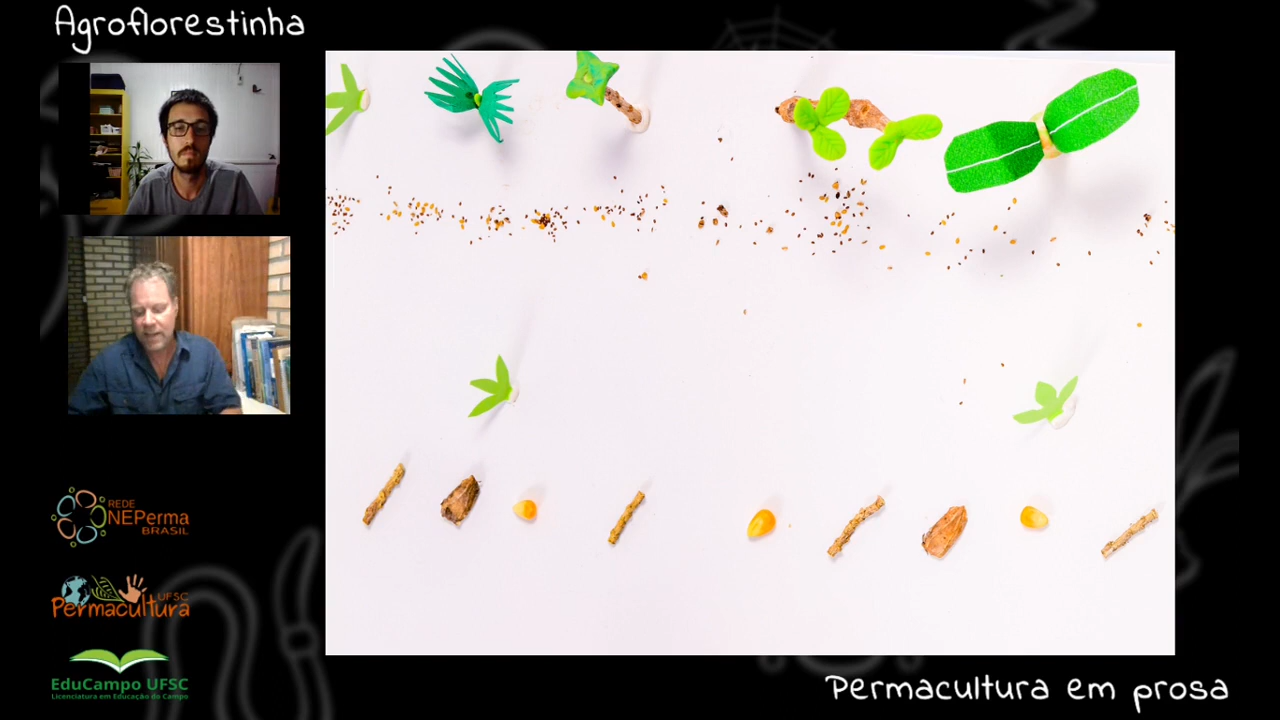 Agroflorestinha
REDE
NEPerma
BRASIL
UFSC
Permacultura
EduCampo UFSC
Licenciatura em Educação do Campo
Permacultura em prosa